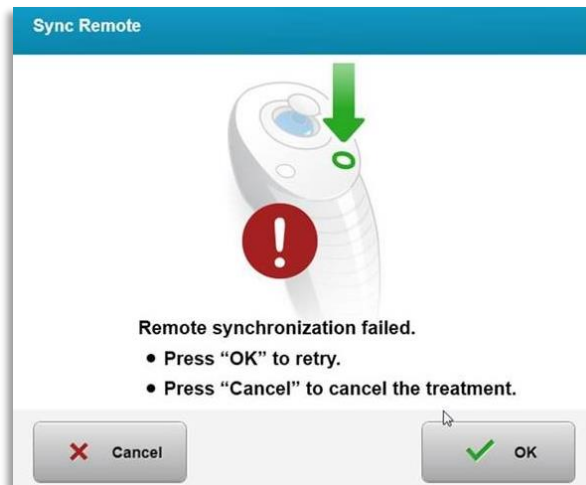 Sync Remote
Remote synchronization failed.
• Press “OK” to retry.
• Press “Cancel” to cancel the treatment.
Cancel
OK